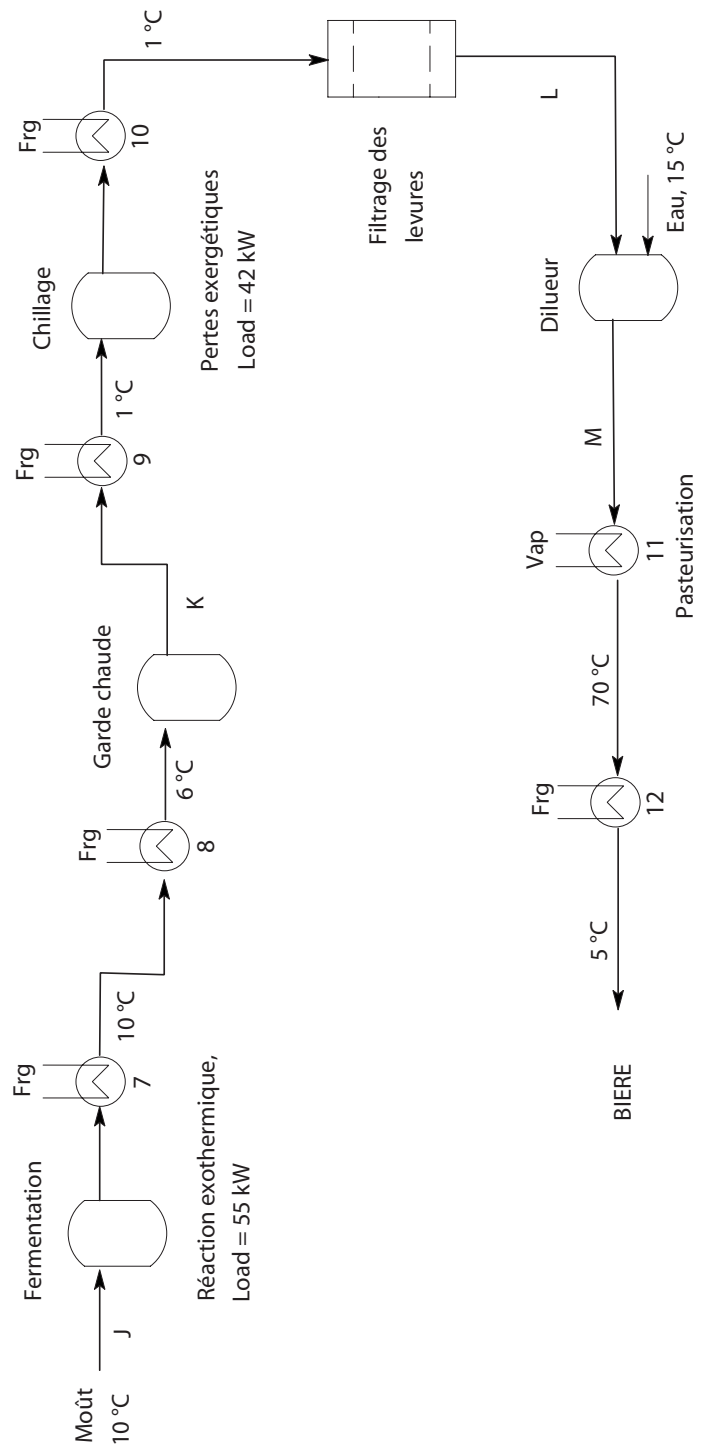 Moût
10 °C
J
Fermentation
Réaction exothermique,
Load = 55 kW
Frg
7
10 °C
Frg
8
6 °C
Garde chaude
K
Frg
9
1 °C
Chillage
Pertes exergétiques
Load = 42 kW
Frg
10
1 °C
Filtrage des
levures
L
Eau, 15 °C
Dilueur
M
Vap
11
Pasteurisation
70 °C
Frg
12
5 °C
BIERE